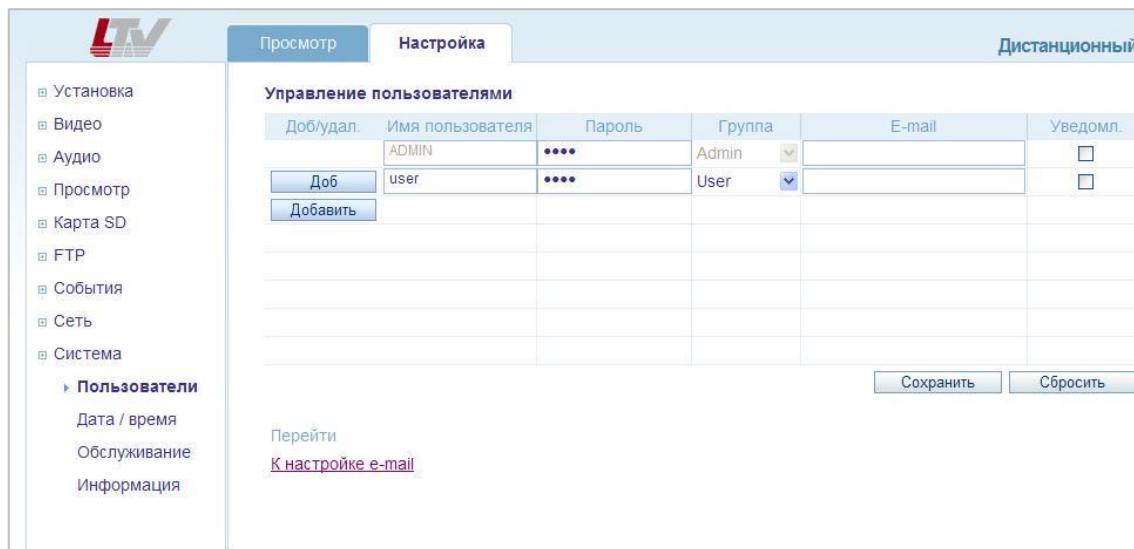 LTV
Просмотр Настройка
Дистанционный
Установка
Видео
Аудио
Просмотр
Карта SD
FTP
События
Сеть
Система
Пользователи
Дата / время
Обслуживание
Информация
Управление пользователями
Доб/удал. Имя пользователя Пароль Группа E-mail Уведомл.
ADMIN •••• Admin
Доб user •••• User
Добавить
Сохранить Сбросить
Перейти
К настройке e-mail